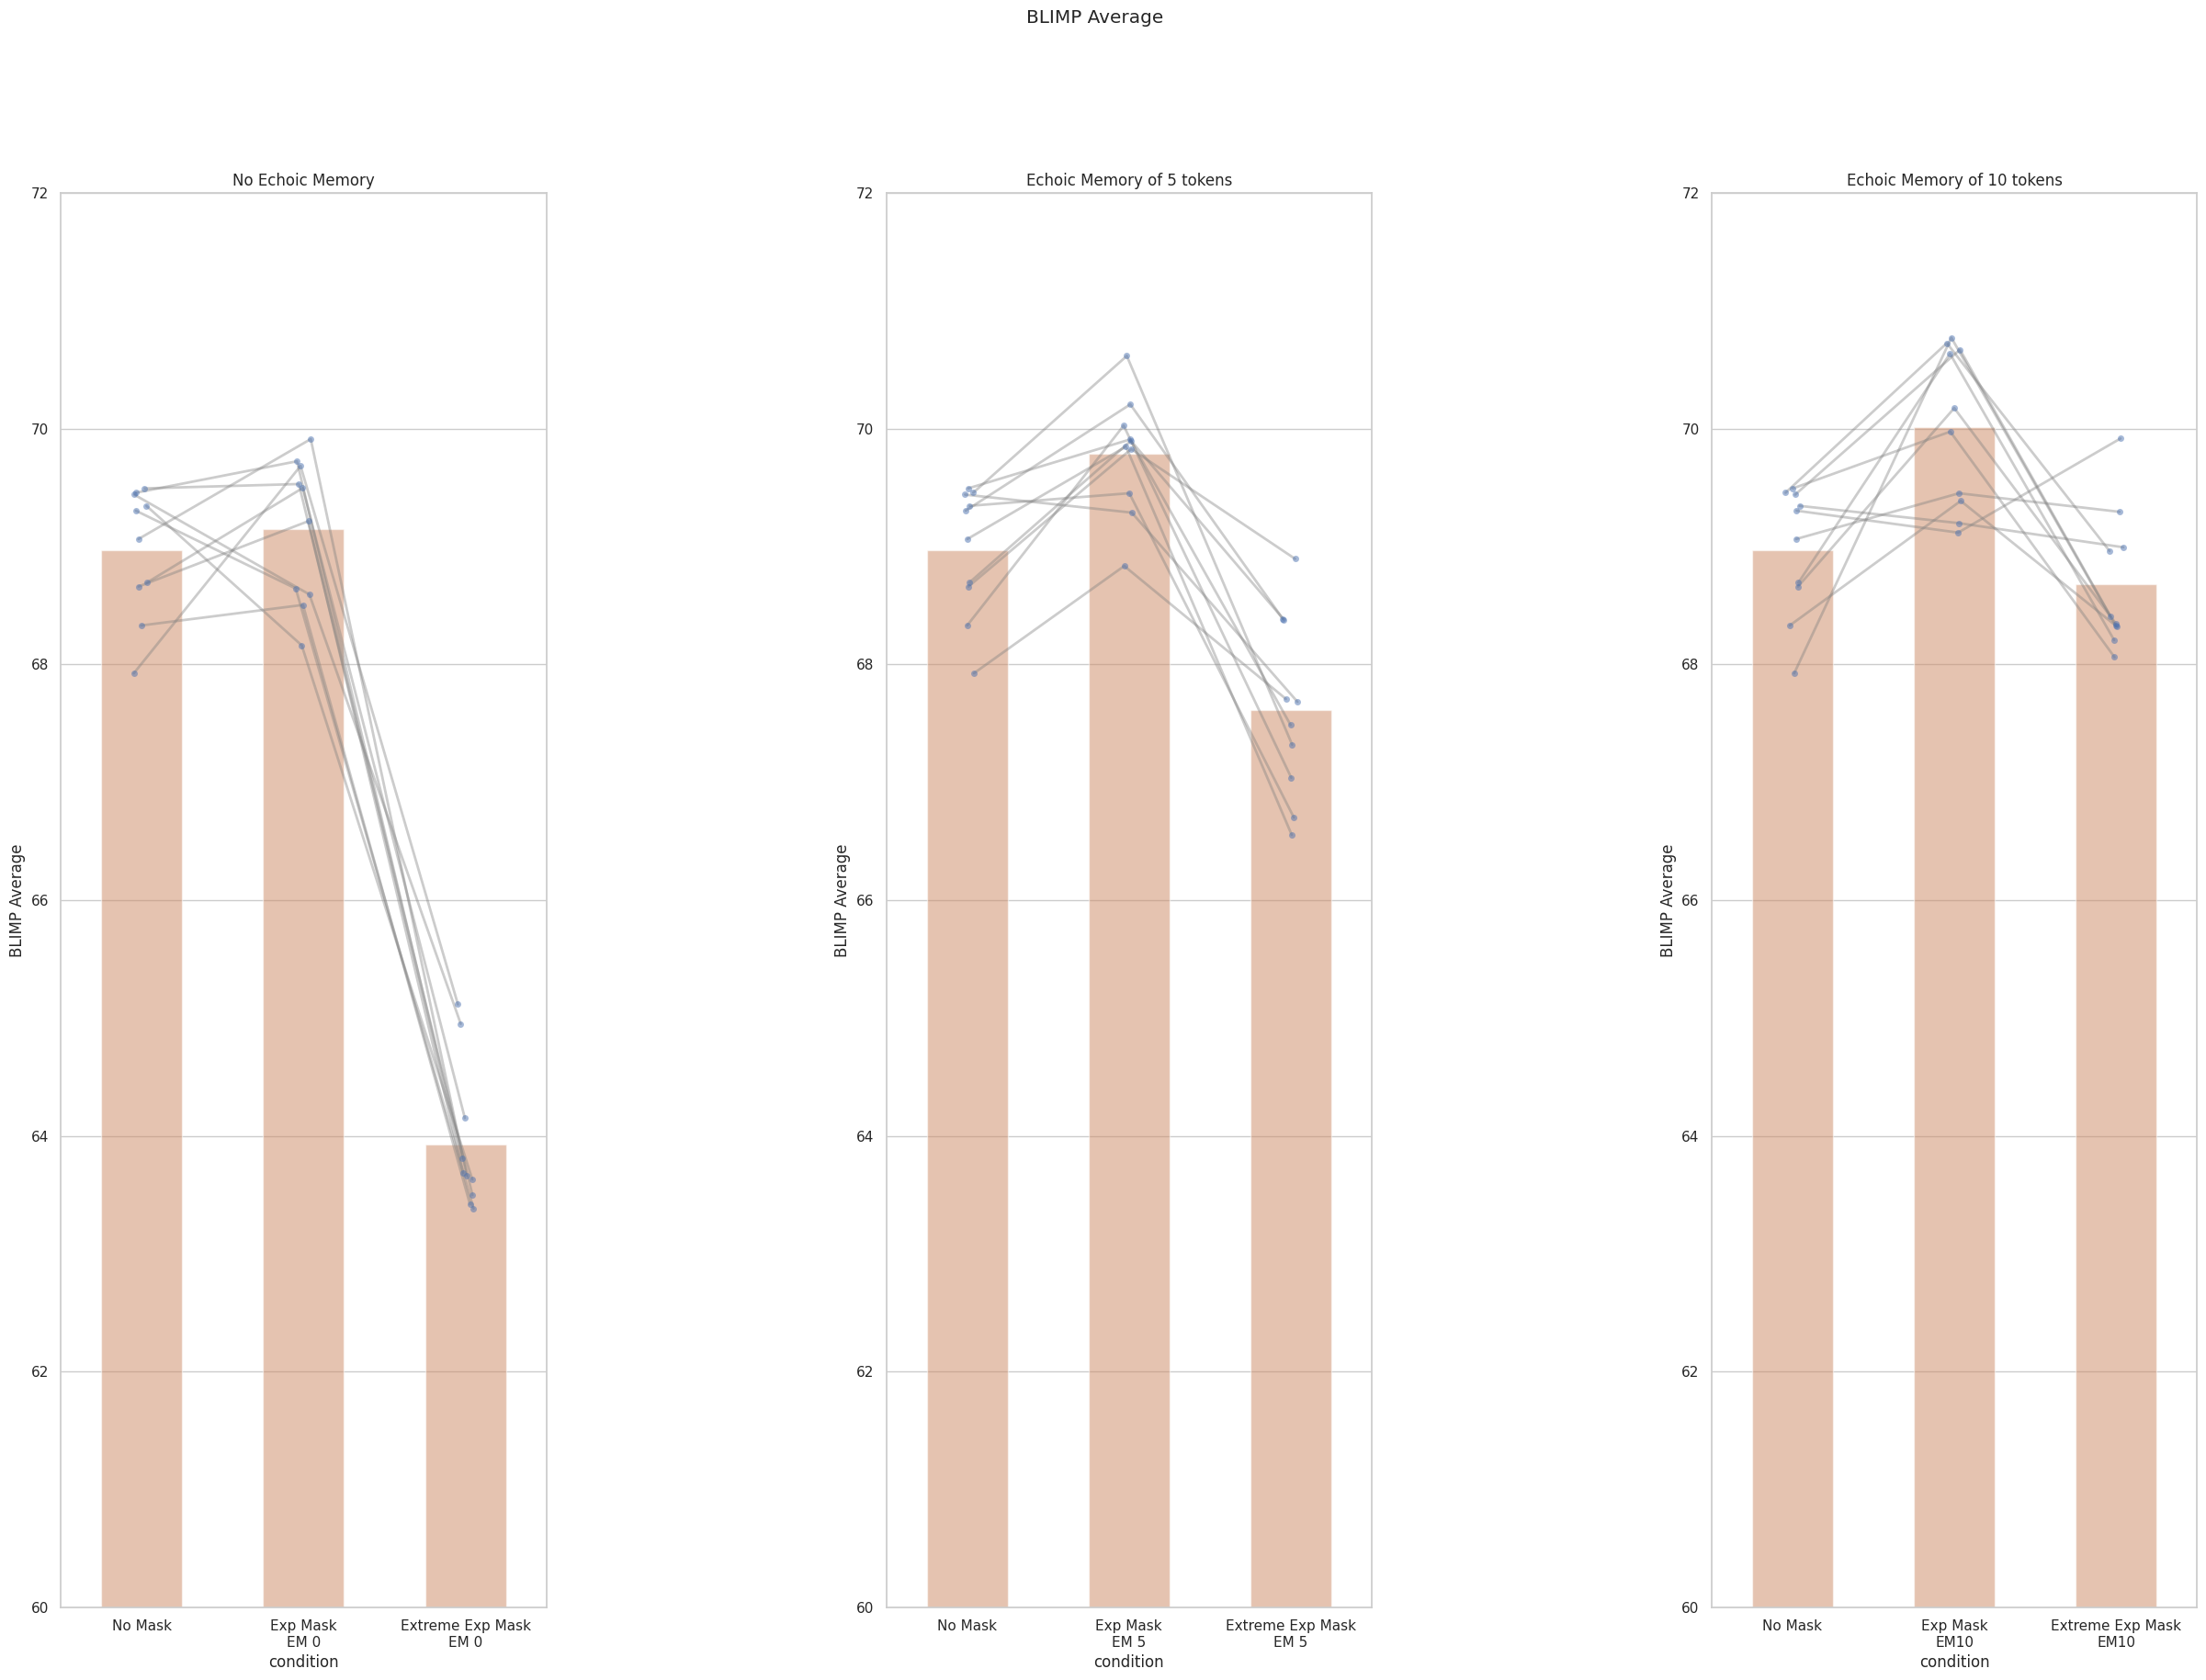 BLIMP Average
No Echoic Memory
72
70
68
66
64
62
60
BLIMP Average
No Mask
Exp Mask
EM 0
Extreme Exp Mask
EM 0
condition
Echoic Memory of 5 tokens
72
70
68
66
64
62
60
BLIMP Average
No Mask
Exp Mask
EM 5
Extreme Exp Mask
EM 5
condition
Echoic Memory of 10 tokens
72
70
68
66
64
62
60
BLIMP Average
No Mask
Exp Mask
EM10
Extreme Exp Mask
EM10
condition